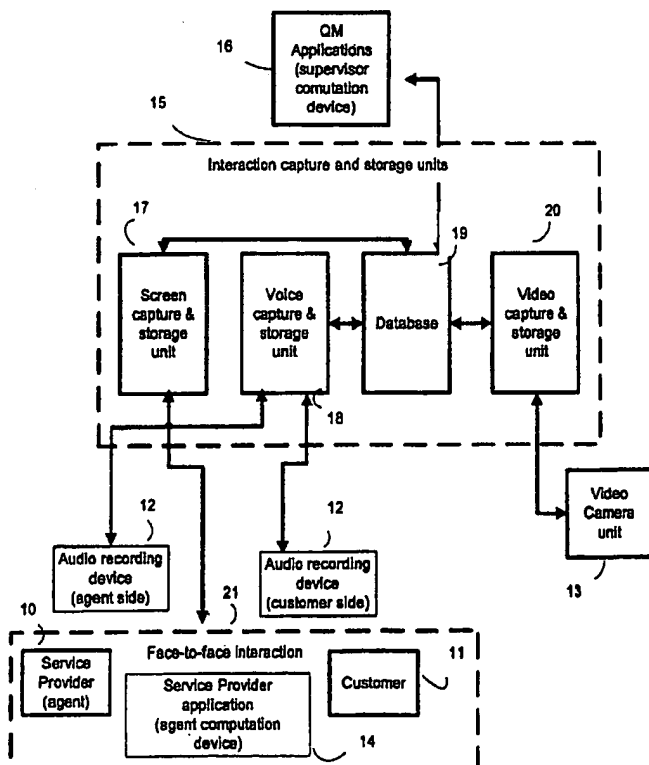 16
QM
Applications
(supervisor
comutation
device)
15
Interaction capture and storage units
17
Screen
capture &
storage
unit
Voice
capture &
storage
unit
18
19
Database
20
Video
capture &
storage
unit
12
Audio recording
device
(agent side)
12
Audio recording
device
(customer side)
Video
Camera
unit
13
21
Face-to-face interaction
10
Service
Provider
(agent)
Service Provider
application
(agent computation
device)
14
Customer
11